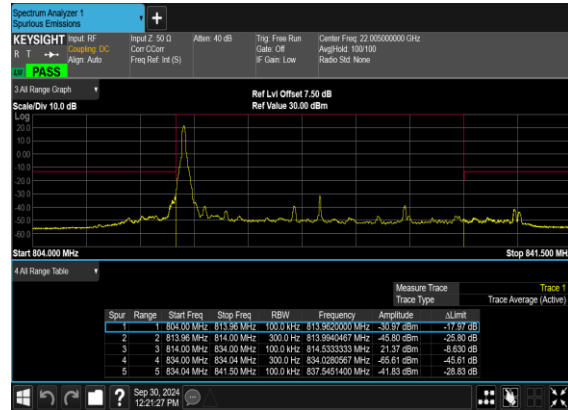 Spectrum Analyzer 1
Spurious Emissions
KEYSIGHT Input: RF Input Z: 50 Ω Atten: 40 dB Trig: Free Run Center Freq: 22.005000000 GHz
R T Coupling: DC Corr CCorr Gate: Off Avg|Hold: 100/100
Align: Auto Freq Ref: Int (S) IF Gain: Low Radio Std: None
PASS
3 All Range Graph Ref Lvl Offset 7.50 dB
Scale/Div 10.0 dB Ref Value 30.00 dBm
Log
20.0
10.0
0.00
-10.0
-20.0
-30.0
-40.0
-50.0
-60.0
Start 804.000 MHz Stop 841.500 MH
4 All Range Table
Measure Trace Trace 1
Trace Type Trace Average (Active)
Spur Range Start Freq Stop Freq RBW Frequency Amplitude ΔLimit
1 1 804.00 MHz 813.96 MHz 100.0 kHz 813.9620000 MHz -30.97 dBm -17.97 dB
2 2 813.96 MHz 814.00 MHz 300.0 Hz 813.9940467 MHz -45.80 dBm -25.80 dB
3 3 814.00 MHz 834.00 MHz 100.0 kHz 814.5333333 MHz 21.37 dBm -8.630 dB
4 4 834.00 MHz 834.04 MHz 300.0 Hz 834.0280567 MHz -65.61 dBm -45.61 dB
5 5 834.04 MHz 841.50 MHz 100.0 kHz 837.5451400 MHz -41.83 dBm -28.83 dB
? Sep 30, 2024
12:21:27 PM